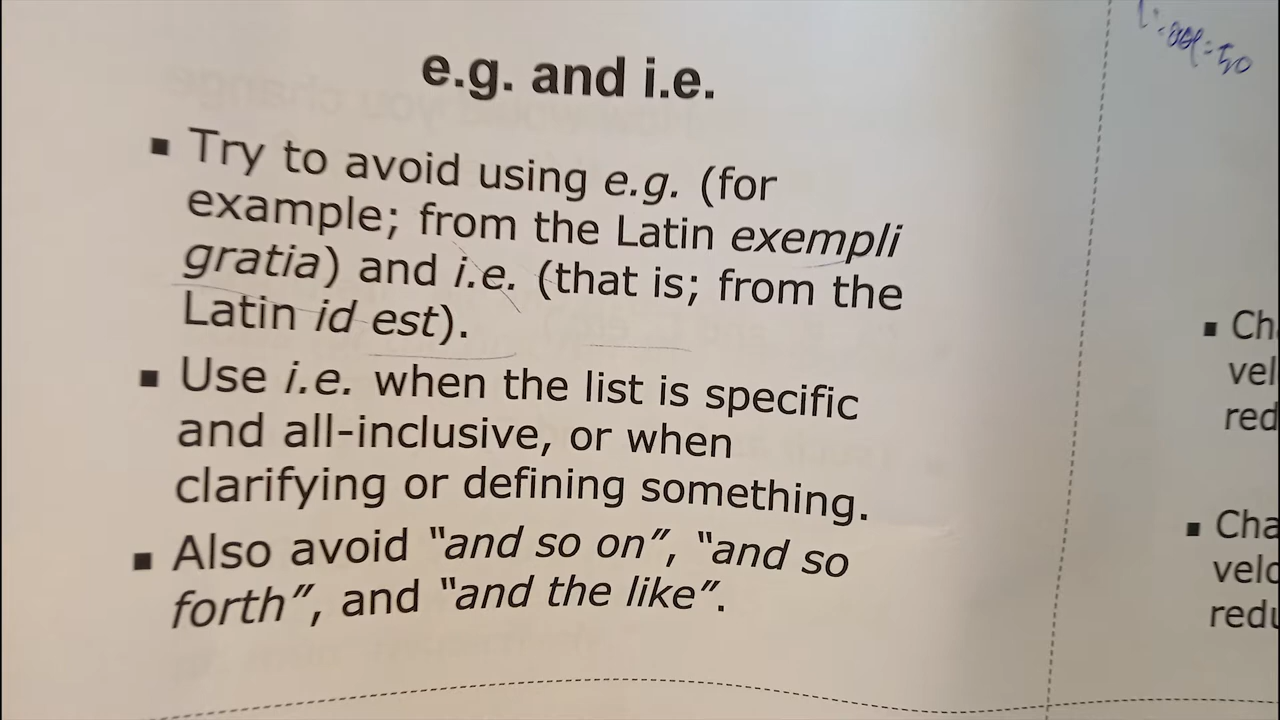 e.g. and i.e.
▪ Try to avoid using e.g. (for
example; from the Latin exempli
gratia) and i.e. (that is; from the
Latin id est).
▪ Use i.e. when the list is specific
and all-inclusive, or when
clarifying or defining something.
▪ Also avoid “and so on”, “and so
forth”, and “and the like”.
▪ Ch
vel
red
▪ Cha
velo
redu